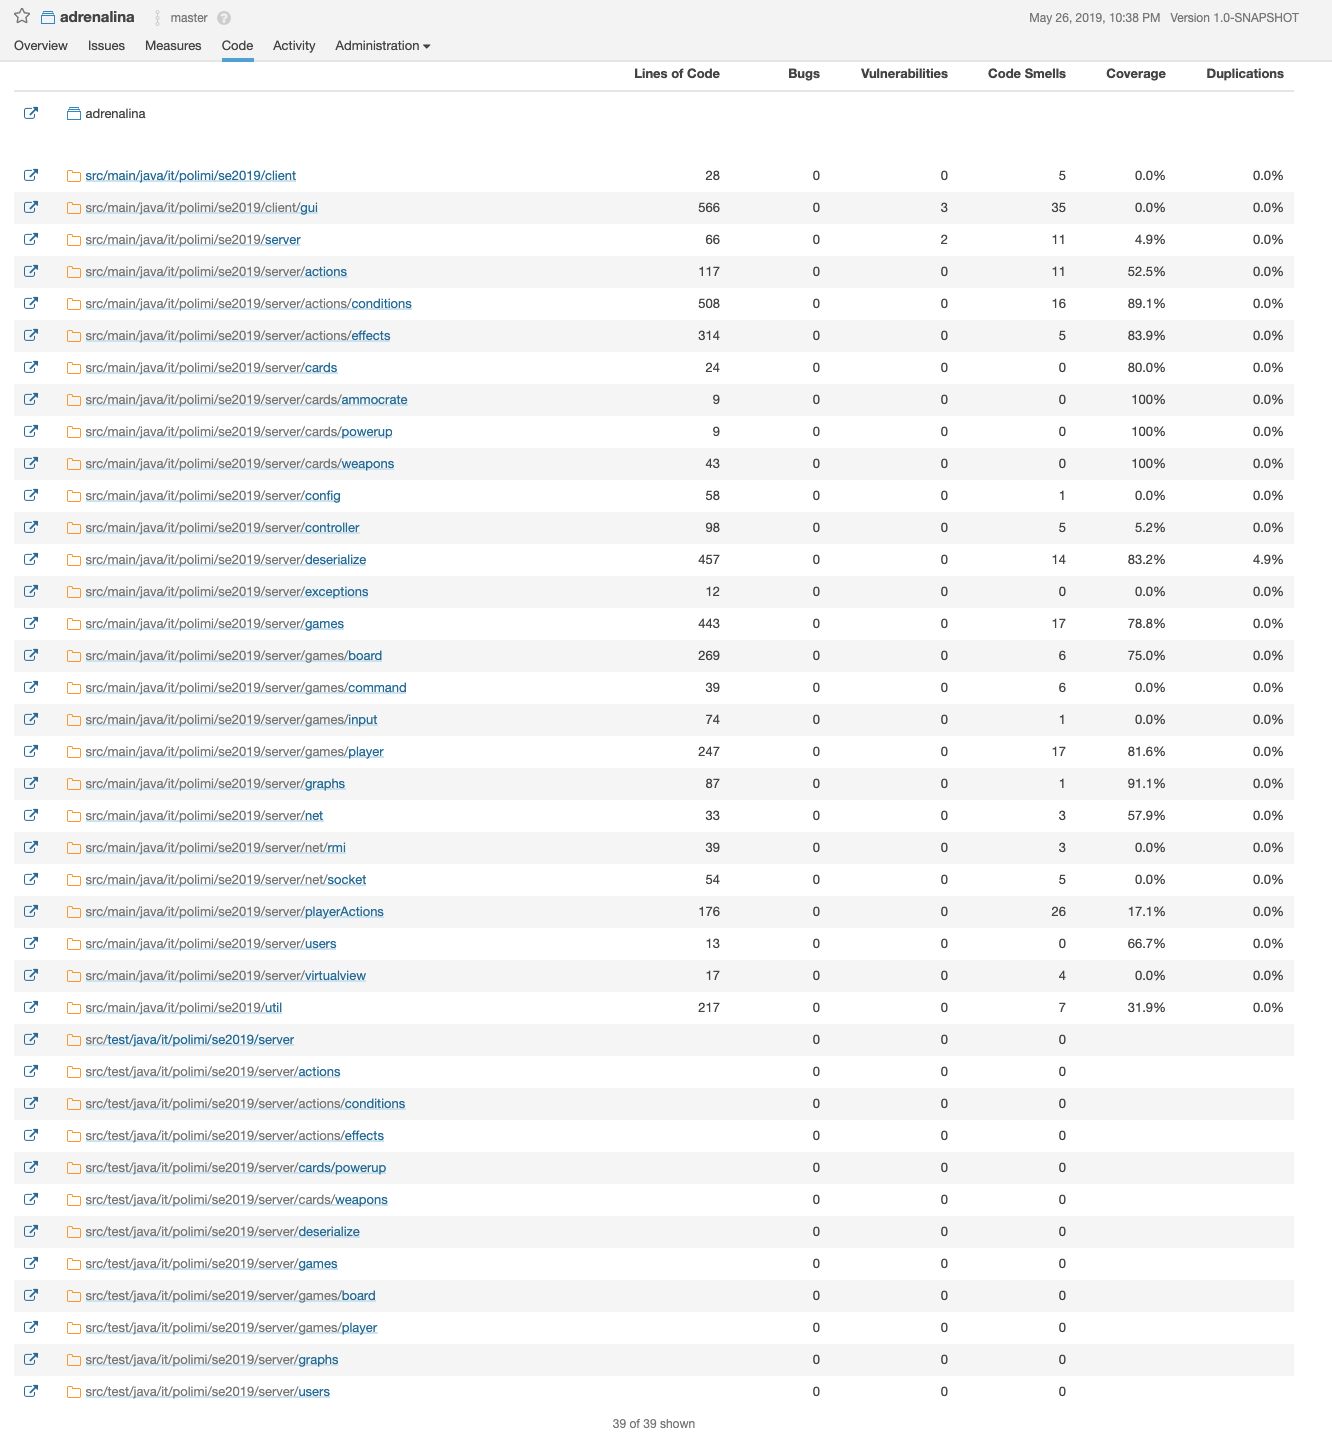 adrenalina master ? May 26, 2019, 10:38 PM Version 1.0-SNAPSHOT
Overview Issues Measures Code Activity Administration
Lines of Code Bugs Vulnerabilities Code Smells Coverage Duplications
adrenalina
src/main/java/it/polimi/se2019/client 28 0 0 5 0.0% 0.0%
src/main/java/it/polimi/se2019/client/gui 566 0 3 35 0.0% 0.0%
src/main/java/it/polimi/se2019/server 66 0 2 11 4.9% 0.0%
src/main/java/it/polimi/se2019/server/actions 117 0 0 11 52.5% 0.0%
src/main/java/it/polimi/se2019/server/actions/conditions 508 0 0 16 89.1% 0.0%
src/main/java/it/polimi/se2019/server/actions/effects 314 0 0 5 83.9% 0.0%
src/main/java/it/polimi/se2019/server/cards 24 0 0 0 80.0% 0.0%
src/main/java/it/polimi/se2019/server/cards/ammocrate 9 0 0 0 100% 0.0%
src/main/java/it/polimi/se2019/server/cards/powerup 9 0 0 0 100% 0.0%
src/main/java/it/polimi/se2019/server/cards/weapons 43 0 0 0 100% 0.0%
src/main/java/it/polimi/se2019/server/config 58 0 0 1 0.0% 0.0%
src/main/java/it/polimi/se2019/server/controller 98 0 0 5 5.2% 0.0%
src/main/java/it/polimi/se2019/server/deserialize 457 0 0 14 83.2% 4.9%
src/main/java/it/polimi/se2019/server/exceptions 12 0 0 0 0.0% 0.0%
src/main/java/it/polimi/se2019/server/games 443 0 0 17 78.8% 0.0%
src/main/java/it/polimi/se2019/server/games/board 269 0 0 6 75.0% 0.0%
src/main/java/it/polimi/se2019/server/games/command 39 0 0 6 0.0% 0.0%
src/main/java/it/polimi/se2019/server/games/input 74 0 0 1 0.0% 0.0%
src/main/java/it/polimi/se2019/server/games/player 247 0 0 17 81.6% 0.0%
src/main/java/it/polimi/se2019/server/graphs 87 0 0 1 91.1% 0.0%
src/main/java/it/polimi/se2019/server/net 33 0 0 3 57.9% 0.0%
src/main/java/it/polimi/se2019/server/net/rmi 39 0 0 3 0.0% 0.0%
src/main/java/it/polimi/se2019/server/net/socket 54 0 0 5 0.0% 0.0%
src/main/java/it/polimi/se2019/server/playerActions 176 0 0 26 17.1% 0.0%
src/main/java/it/polimi/se2019/server/users 13 0 0 0 66.7% 0.0%
src/main/java/it/polimi/se2019/server/virtualview 17 0 0 4 0.0% 0.0%
src/main/java/it/polimi/se2019/util 217 0 0 7 31.9% 0.0%
src/test/java/it/polimi/se2019/server 0 0 0
src/test/java/it/polimi/se2019/server/actions 0 0 0
src/test/java/it/polimi/se2019/server/actions/conditions 0 0 0
src/test/java/it/polimi/se2019/server/actions/effects 0 0 0
src/test/java/it/polimi/se2019/server/cards/powerup 0 0 0
src/test/java/it/polimi/se2019/server/cards/weapons 0 0 0
src/test/java/it/polimi/se2019/server/deserialize 0 0 0
src/test/java/it/polimi/se2019/server/games 0 0 0
src/test/java/it/polimi/se2019/server/games/board 0 0 0
src/test/java/it/polimi/se2019/server/games/player 0 0 0
src/test/java/it/polimi/se2019/server/graphs 0 0 0
src/test/java/it/polimi/se2019/server/users 0 0 0
39 of 39 shown